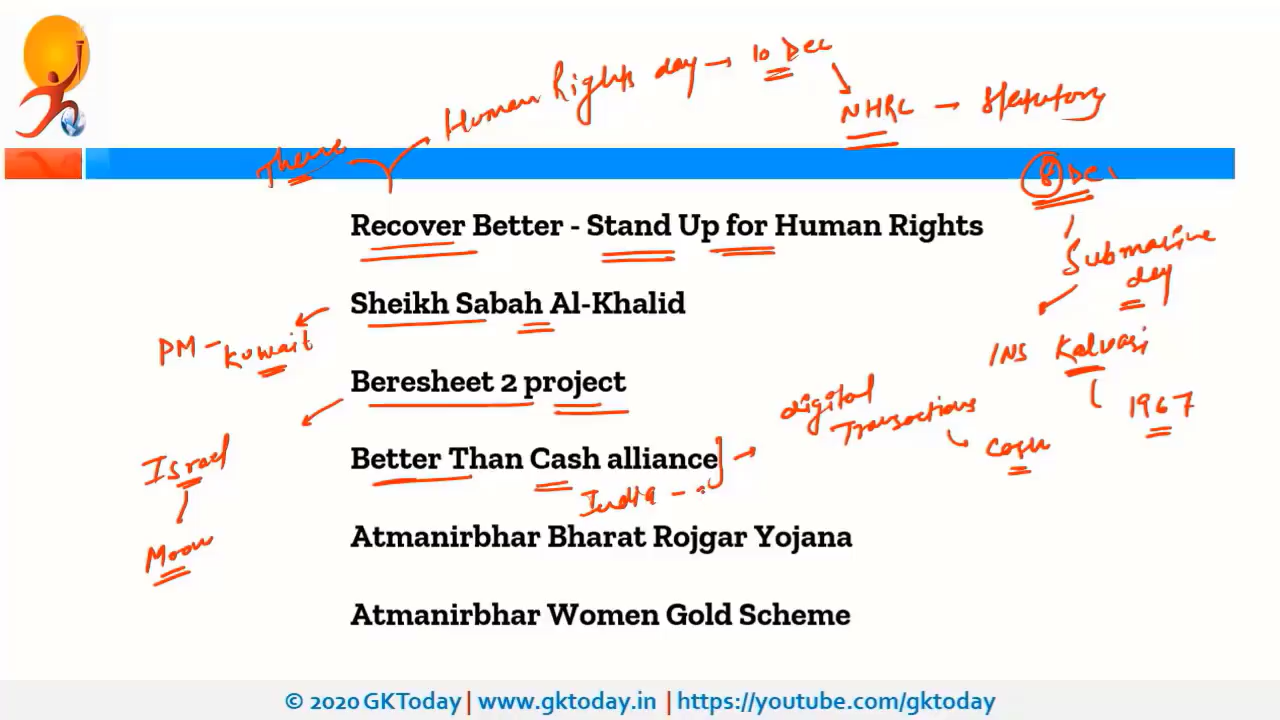 Human Rights day → 10 Dec
NHRC → Statutory
Theme
8 Dec
Recover Better - Stand Up for Human Rights
Submarine
day
Sheikh Sabah Al-Khalid
PM - Kuwait
INS Kalvari
Beresheet 2 project
1967
digital
Transactions
Cash
Better Than Cash alliance
Israel
India -
Atmanirbhar Bharat Rojgar Yojana
Moon
Atmanirbhar Women Gold Scheme
© 2020 GKToday | www.gktoday.in | https://youtube.com/gktoday